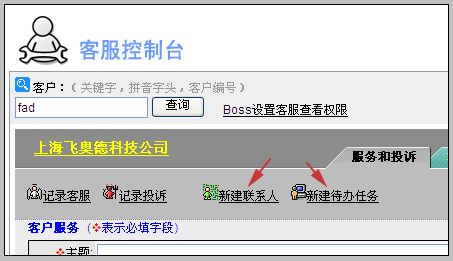 客服控制台
客户：（关键字，拼音字头，客户编号）
fad 查询 Boss设置客服查看权限
上海飞奥德科技公司 服务和投诉
记录客服 记录投诉 新建联系人 新建待办任务
客户服务（❖表示必填字段）
❖主题: